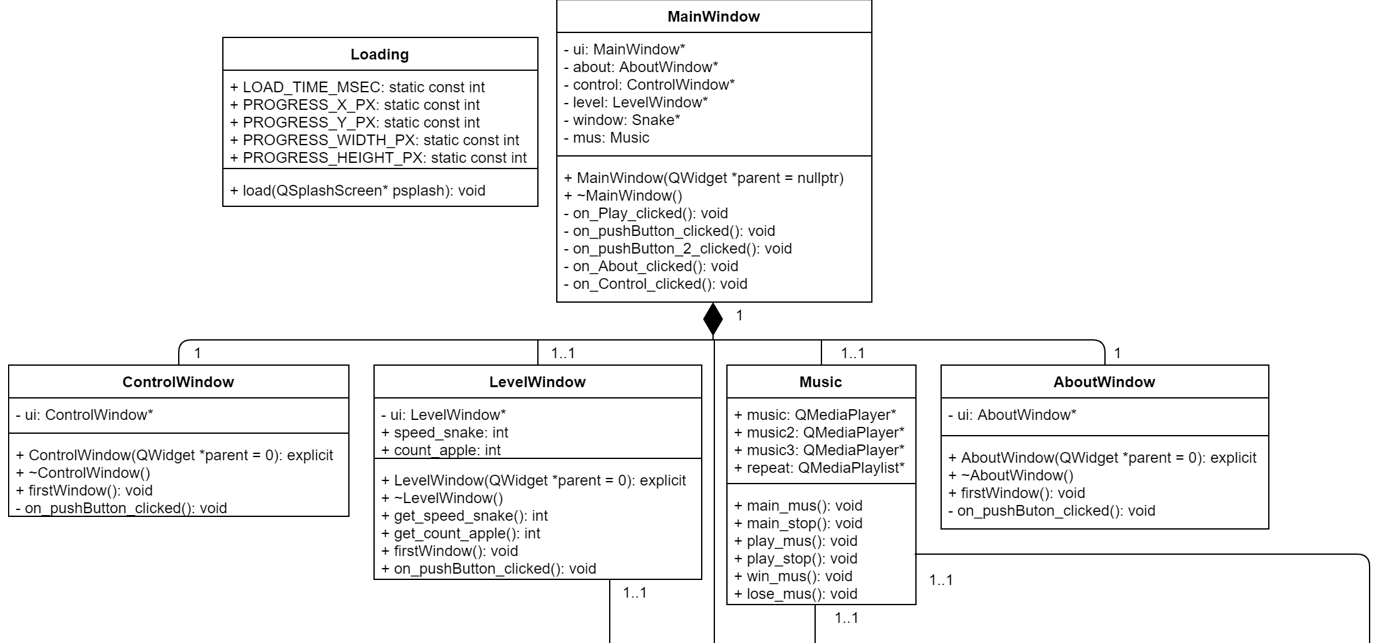 MainWindow
- ui: MainWindow*
- about: AboutWindow*
- control: ControlWindow*
- level: LevelWindow*
- window: Snake*
- mus: Music
+ MainWindow(QWidget *parent = nullptr)
+ ~MainWindow()
- on_Play_clicked(): void
- on_pushButton_clicked(): void
- on_pushButton_2_clicked(): void
- on_About_clicked(): void
- on_Control_clicked(): void
Loading
+ LOAD_TIME_MSEC: static const int
+ PROGRESS_X_PX: static const int
+ PROGRESS_Y_PX: static const int
+ PROGRESS_WIDTH_PX: static const int
+ PROGRESS_HEIGHT_PX: static const int
+ load(QSplashScreen* psplash): void
1
1
1..1
1..1
1
ControlWindow
- ui: ControlWindow*
+ ControlWindow(QWidget *parent = 0): explicit
+ ~ControlWindow()
+ firstWindow(): void
- on_pushButton_clicked(): void
LevelWindow
- ui: LevelWindow*
+ speed_snake: int
+ count_apple: int
+ LevelWindow(QWidget *parent = 0): explicit
+ ~LevelWindow()
+ get_speed_snake(): int
+ get_count_apple(): int
+ firstWindow(): void
+ on_pushButton_clicked(): void
1..1
Music
+ music: QMediaPlayer*
+ music2: QMediaPlayer*
+ music3: QMediaPlayer*
+ repeat: QMediaPlaylist*
+ main_mus(): void
+ main_stop(): void
+ play_mus(): void
+ play_stop(): void
+ win_mus(): void
+ lose_mus(): void
1..1
1..1
AboutWindow
- ui: AboutWindow*
+ AboutWindow(QWidget *parent = 0): explicit
+ ~AboutWindow()
+ firstWindow(): void
- on_pushButon_clicked(): void